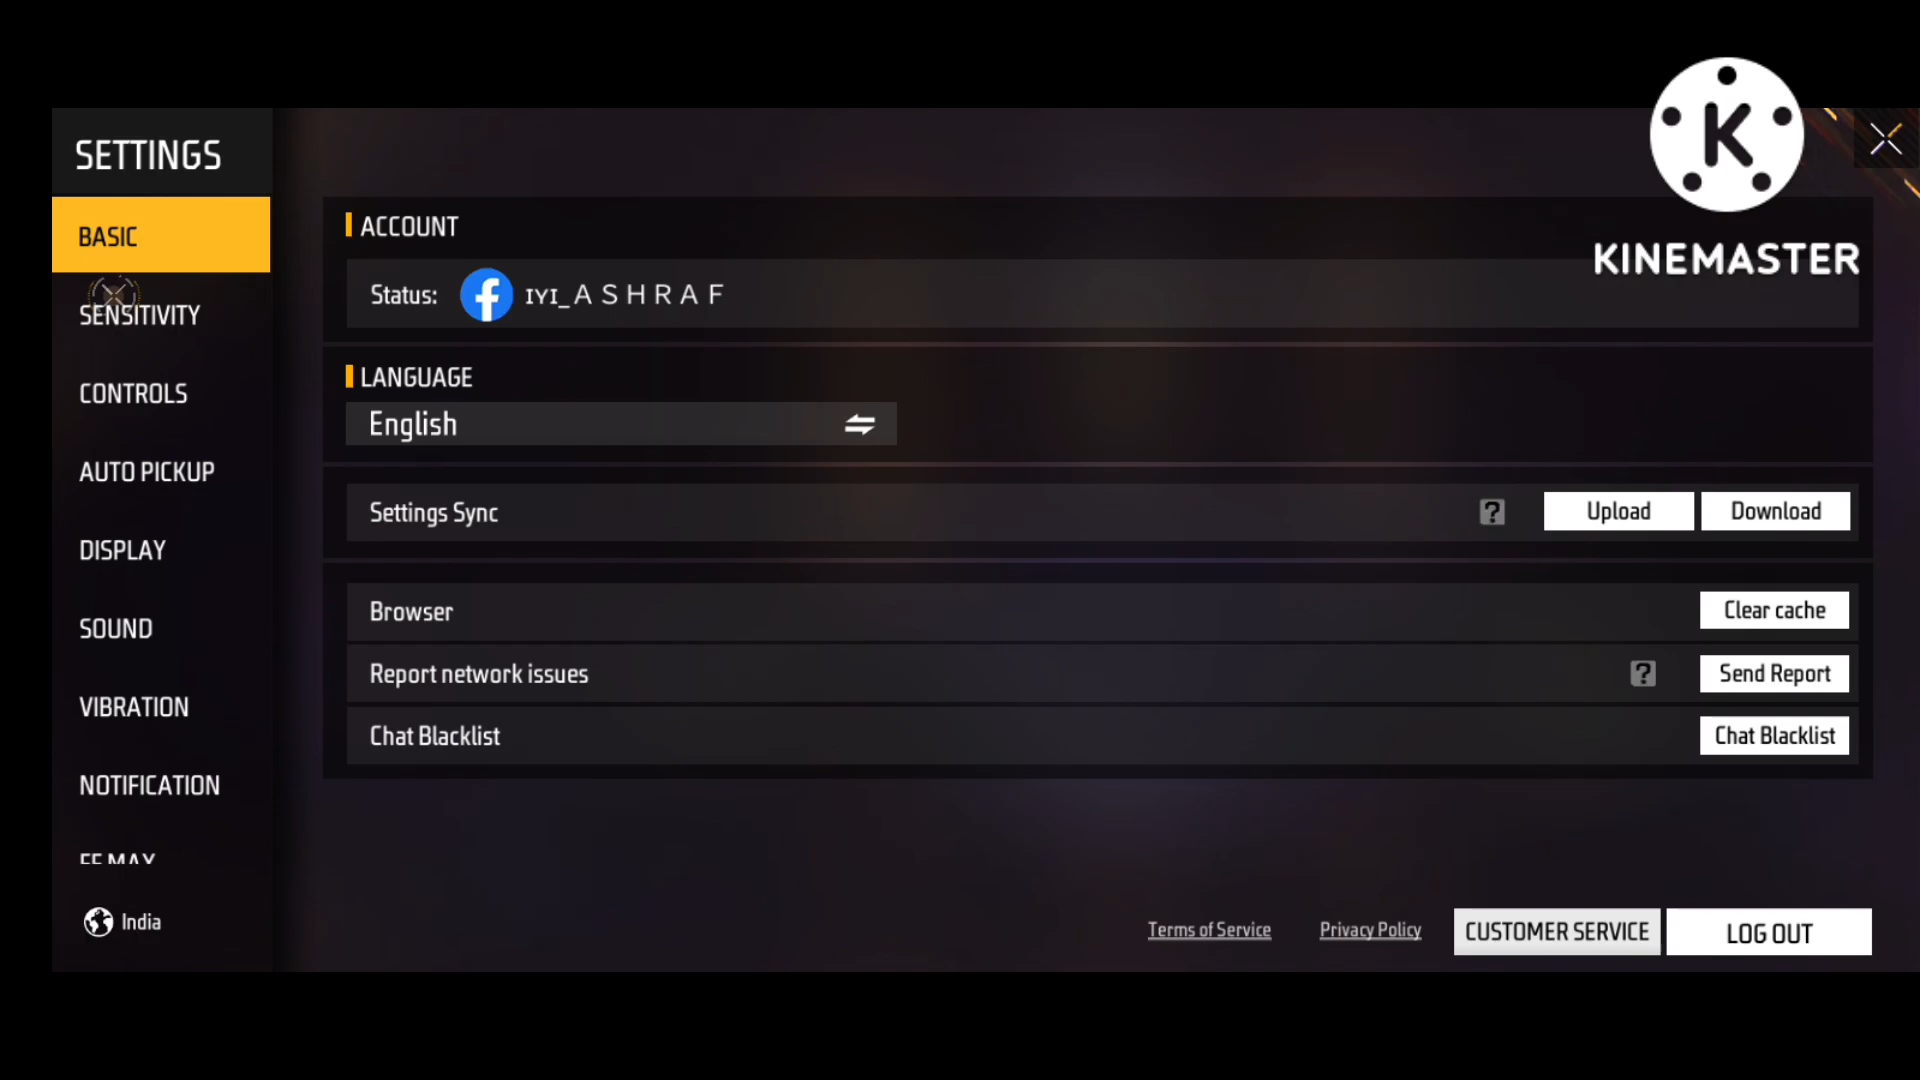 SETTINGS
BASIC
SENSITIVITY
CONTROLS
AUTO PICKUP
DISPLAY
SOUND
VIBRATION
NOTIFICATION
FF MAX
India
K
KINEMASTER
ACCOUNT
Status: IYI_A S H R A F
LANGUAGE
English
Settings Sync ? Upload Download
Browser Clear cache
Report network issues ? Send Report
Chat Blacklist Chat Blacklist
Terms of Service Privacy Policy CUSTOMER SERVICE LOG OUT